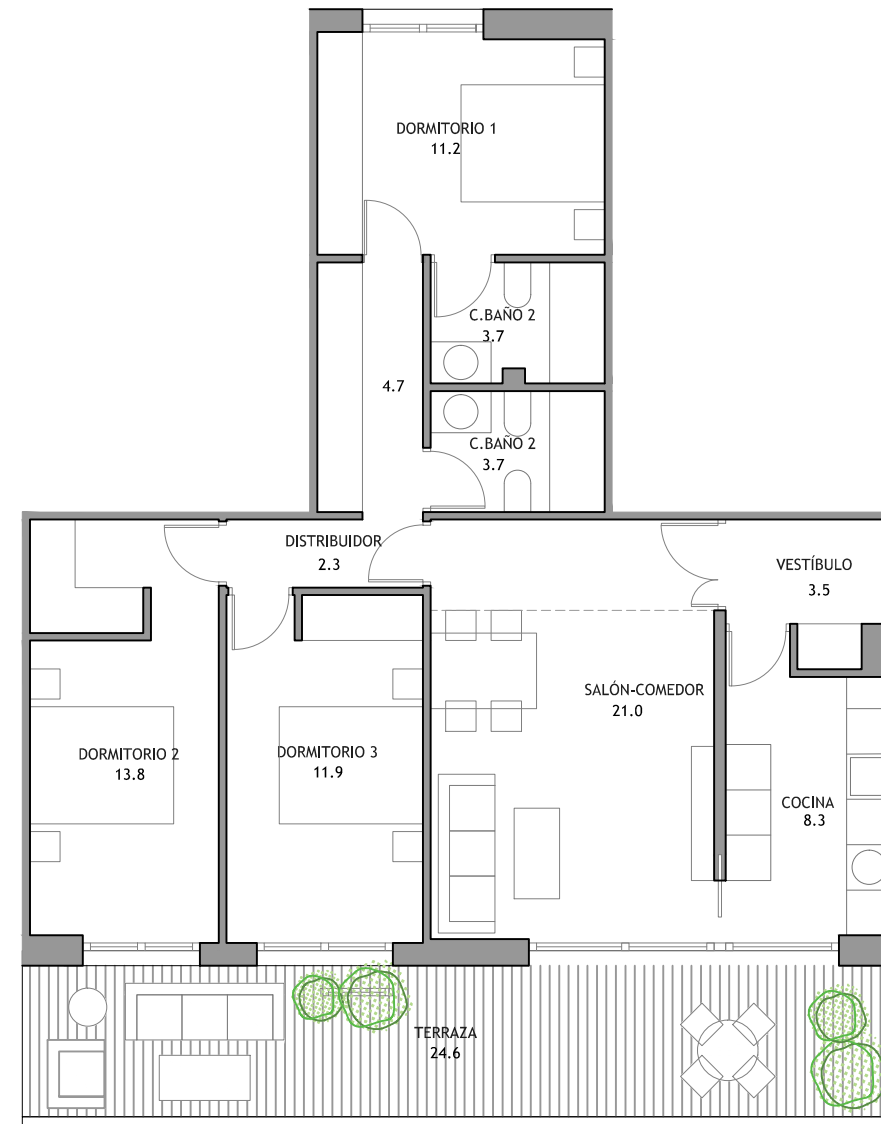 DORMITORIO 1
11.2
C.BAÑO 2
3.7
4.7
C.BAÑO 2
3.7
DISTRIBUIDOR
2.3
VESTÍBULO
3.5
SALÓN-COMEDOR
21.0
DORMITORIO 2
13.8
DORMITORIO 3
11.9
COCINA
8.3
TERRAZA
24.6